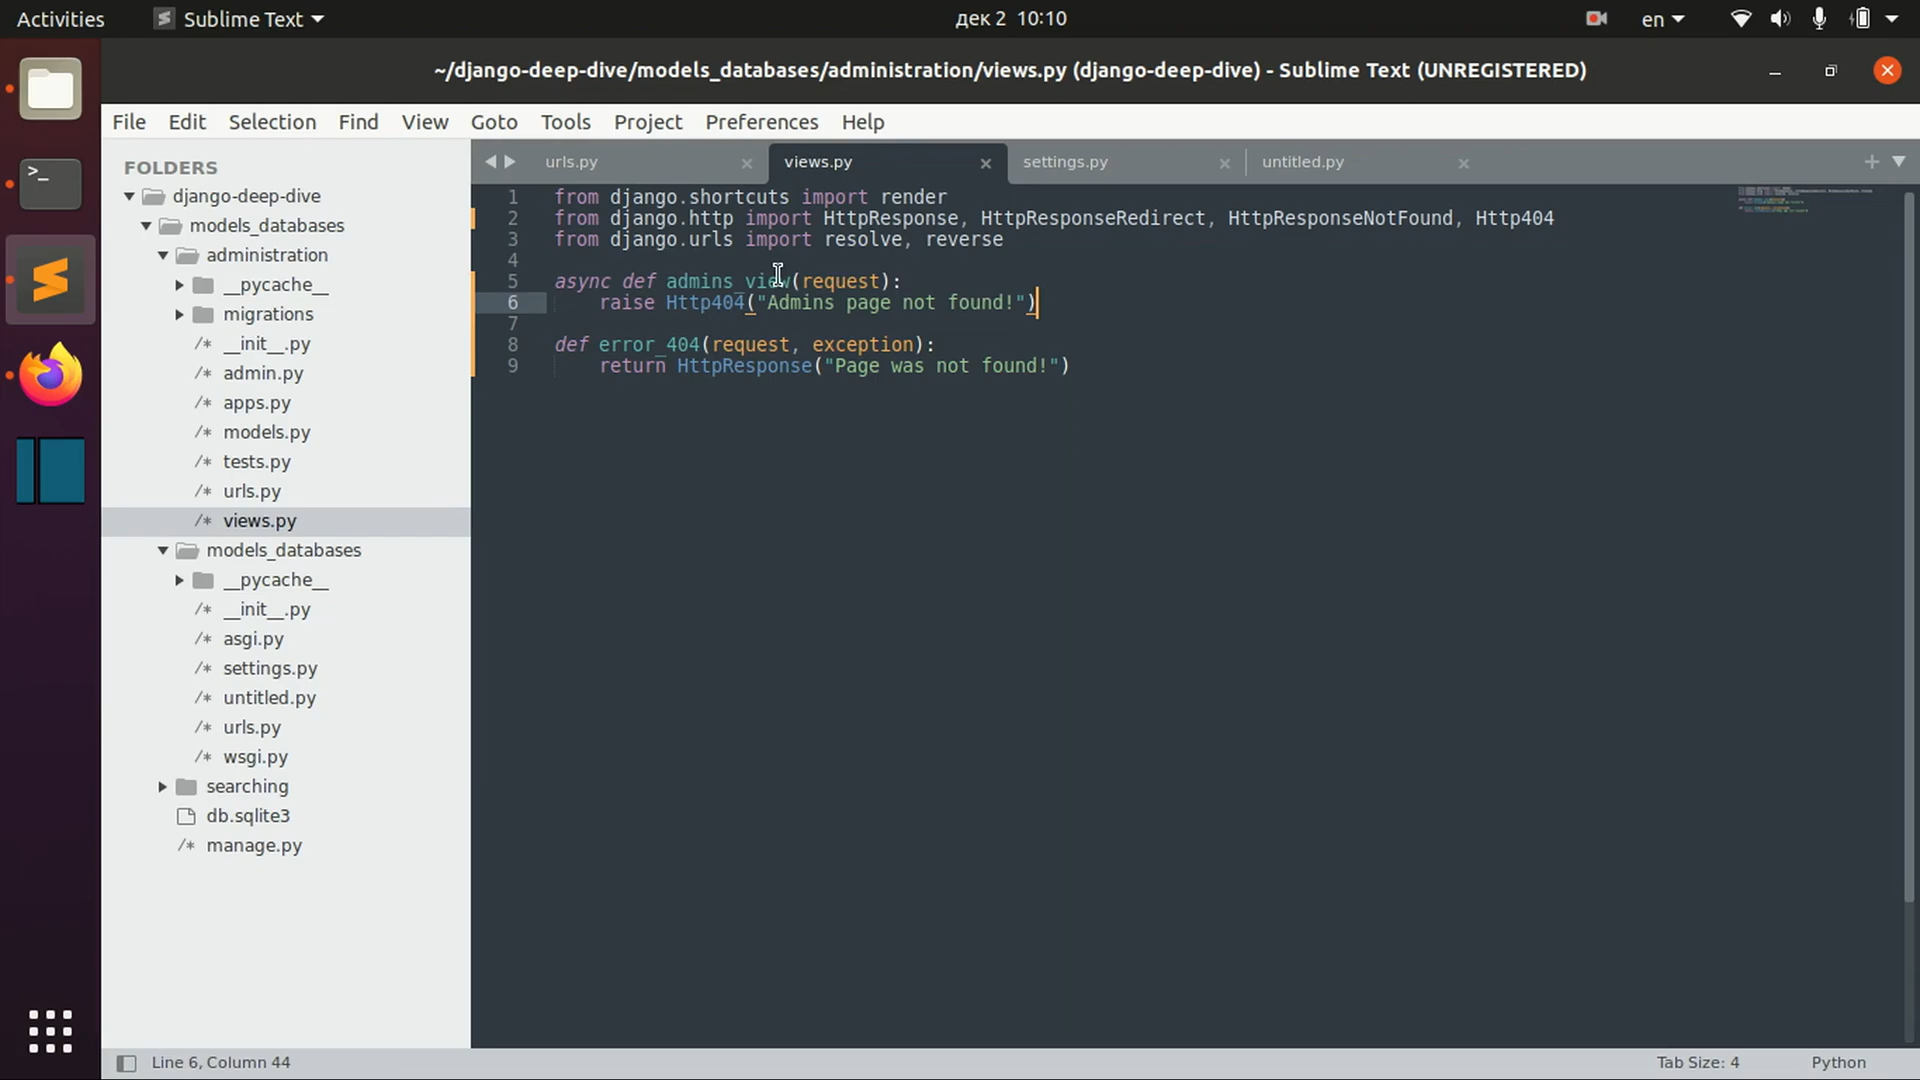 Activities Sublime Text дек 2 10:10 en
~/django-deep-dive/models_databases/administration/views.py (django-deep-dive) - Sublime Text (UNREGISTERED)
File Edit Selection Find View Goto Tools Project Preferences Help
FOLDERS
django-deep-dive
models_databases
administration
__pycache__
migrations
/* __init__.py
/* admin.py
/* apps.py
/* models.py
/* tests.py
/* urls.py
/* views.py
models_databases
__pycache__
/* __init__.py
/* asgi.py
/* settings.py
/* untitled.py
/* urls.py
/* wsgi.py
searching
db.sqlite3
/* manage.py
urls.py views.py settings.py untitled.py
1 from django.shortcuts import render
2 from django.http import HttpResponse, HttpResponseRedirect, HttpResponseNotFound, Http404
3 from django.urls import resolve, reverse
4
5 async def admins_view(request):
6 raise Http404("Admins page not found!")
7
8 def error_404(request, exception):
9 return HttpResponse("Page was not found!")
Line 6, Column 44 Tab Size: 4 Python